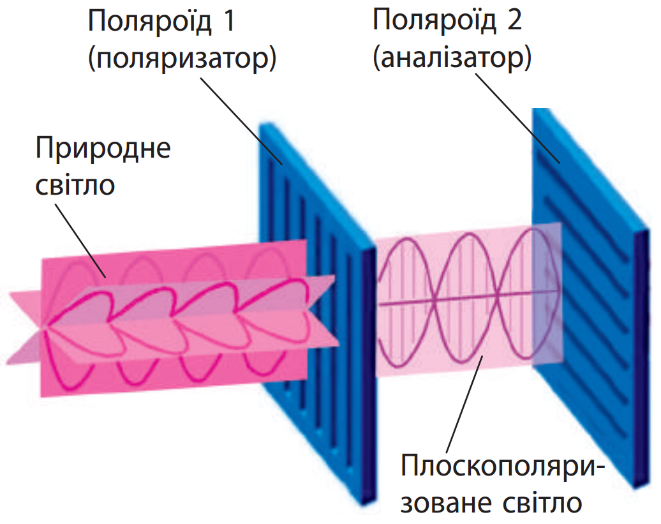 Поляроїд 1
(поляризатор)
Поляроїд 2
(аналізатор)
Природне
світло
Плоскополяри-
зоване світло